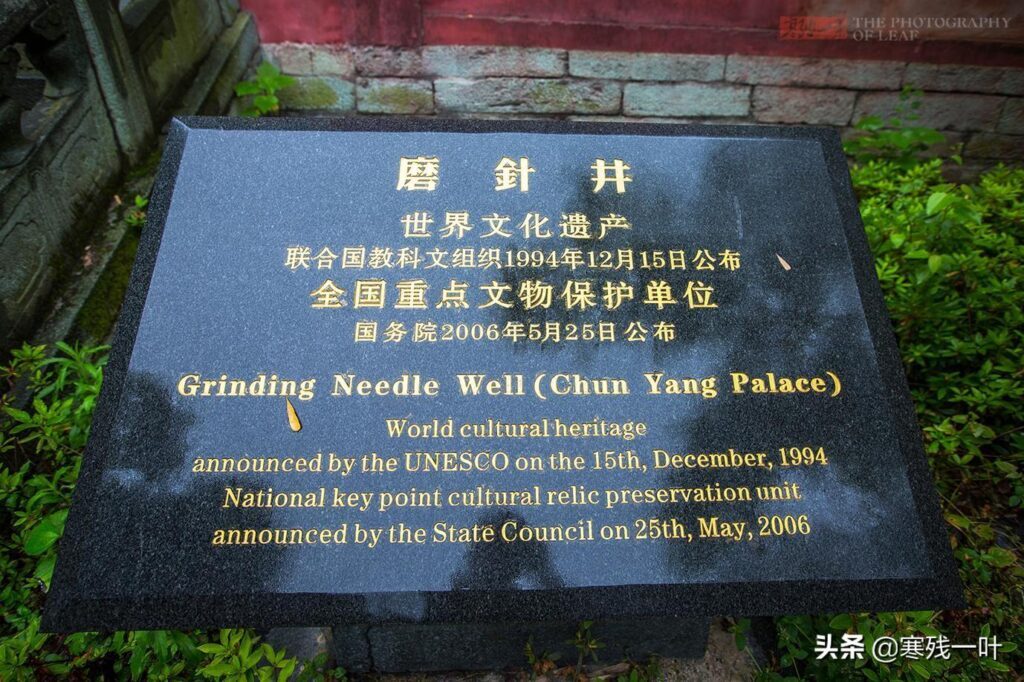 THE PHOTOGRAPHY
OF LEAF
磨針井
世界文化遗产
联合国教科文组织1994年12月15日公布
全国重点文物保护单位
国务院2006年5月25日公布
Grinding Needle Well (Chun Yang Palace)
World cultural heritage
announced by the UNESCO on the 15th, December, 1994
National key point cultural relic preservation unit
announced by the State Council on 25th, May, 2006
头条 @寒残一叶